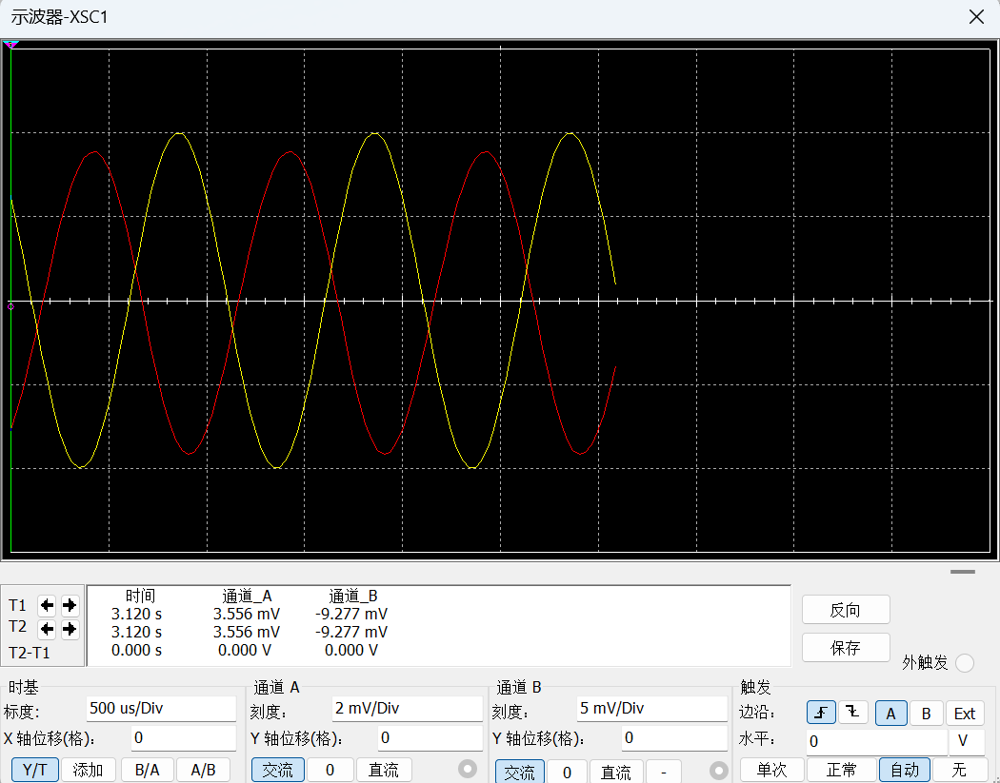 示波器-XSC1
时间 通道_A 通道_B
T1 3.120 s 3.556 mV -9.277 mV
T2 3.120 s 3.556 mV -9.277 mV
T2-T1 0.000 s 0.000 V 0.000 V
反向
保存
外触发
时基
标度: 500 us/Div
X 轴位移(格): 0
Y/T 添加 B/A A/B
通道 A
刻度: 2 mV/Div
Y 轴位移(格): 0
交流 0 直流
通道 B
刻度: 5 mV/Div
Y 轴位移(格): 0
交流 0 直流 -
触发
边沿: A B Ext
水平: 0 V
单次 正常 自动 无